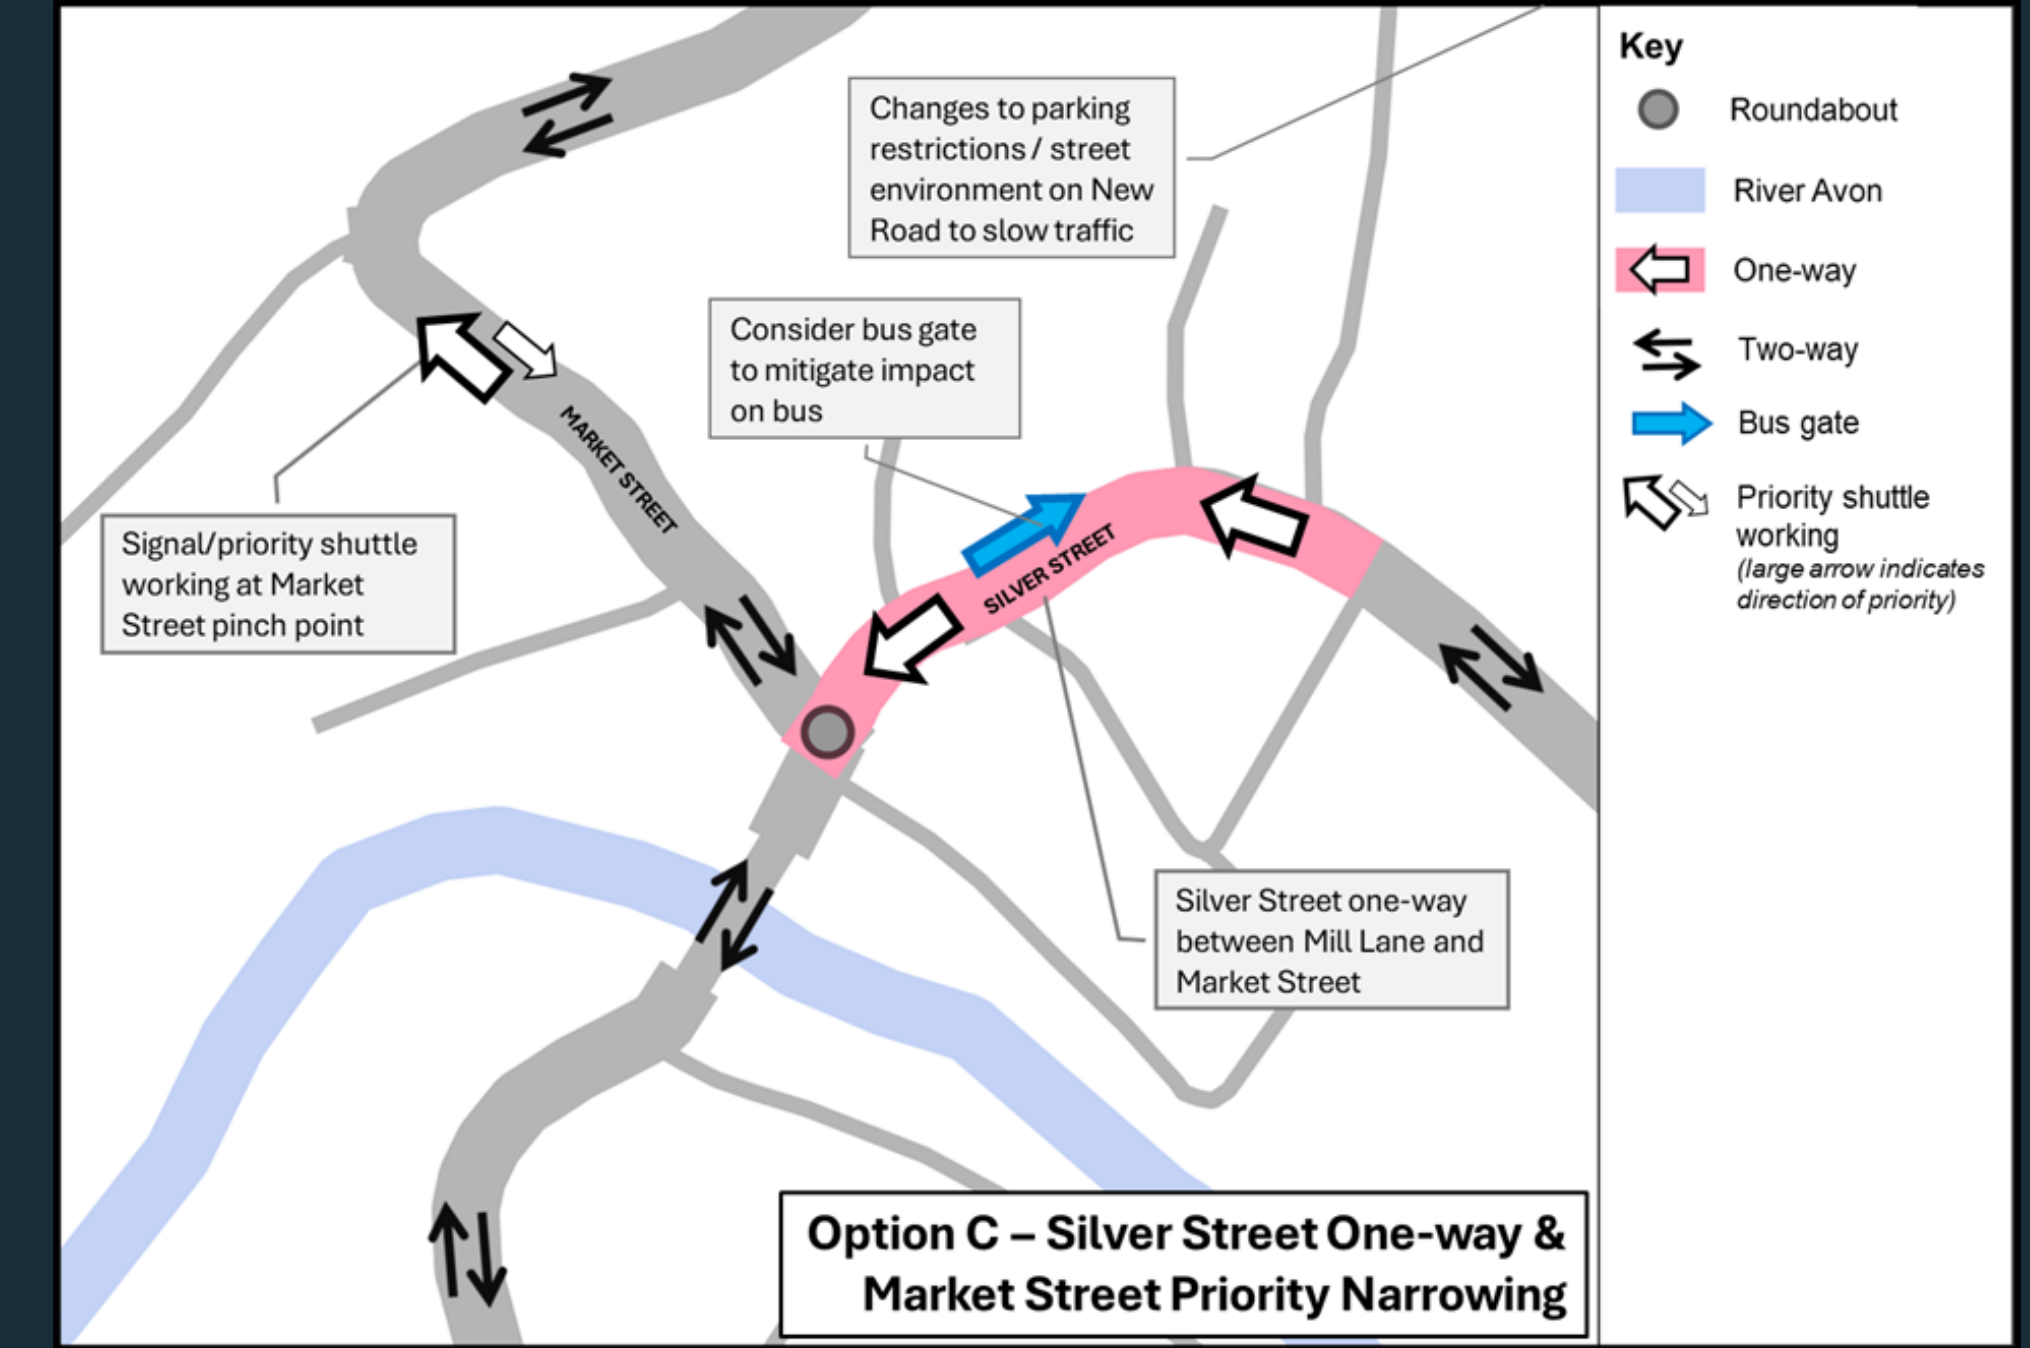 Changes to parking
restrictions / street
environment on New
Road to slow traffic
Consider bus gate
to mitigate impact
on bus
MARKET STREET
SILVER STREET
Signal/priority shuttle
working at Market
Street pinch point
Silver Street one-way
between Mill Lane and
Market Street
Option C – Silver Street One-way &
Market Street Priority Narrowing
Key
Roundabout
River Avon
One-way
Two-way
Bus gate
Priority shuttle
working
(large arrow indicates
direction of priority)